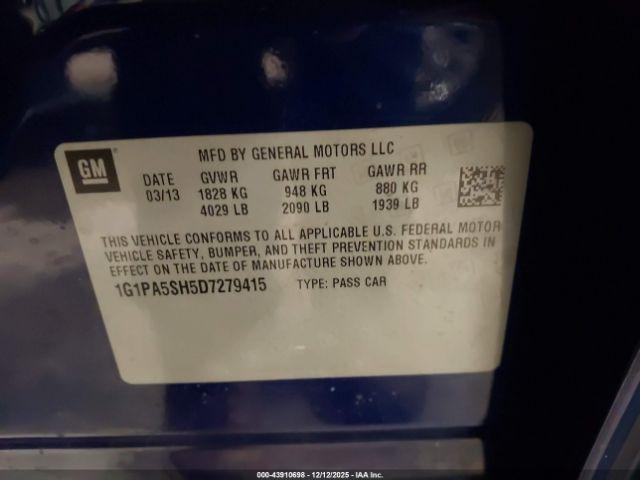 GM
MFD BY GENERAL MOTORS LLC
DATE GVWR GAWR FRT GAWR RR
03/13 1828 KG 948 KG 880 KG
4029 LB 2090 LB 1939 LB
THIS VEHICLE CONFORMS TO ALL APPLICABLE U.S. FEDERAL MOTOR
VEHICLE SAFETY, BUMPER, AND THEFT PREVENTION STANDARDS IN
EFFECT ON THE DATE OF MANUFACTURE SHOWN ABOVE.
1G1PA5SH5D7279415 TYPE: PASS CAR
000-43910698 • 12/12/2025 • IAA Inc.